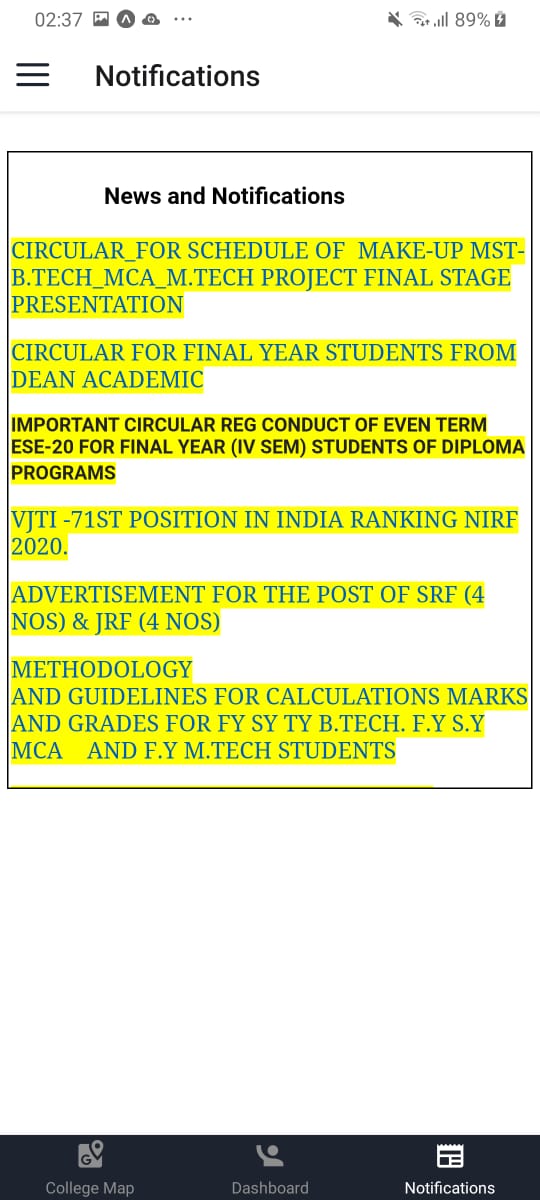 02:37 89%
Notifications
News and Notifications
CIRCULAR_FOR SCHEDULE OF  MAKE-UP MST-
B.TECH_MCA_M.TECH PROJECT FINAL STAGE
PRESENTATION
CIRCULAR FOR FINAL YEAR STUDENTS FROM
DEAN ACADEMIC
IMPORTANT CIRCULAR REG CONDUCT OF EVEN TERM
ESE-20 FOR FINAL YEAR (IV SEM) STUDENTS OF DIPLOMA
PROGRAMS
VJTI -71ST POSITION IN INDIA RANKING NIRF
2020.
ADVERTISEMENT FOR THE POST OF SRF (4
NOS) & JRF (4 NOS)
METHODOLOGY
AND GUIDELINES FOR CALCULATIONS MARKS
AND GRADES FOR FY SY TY B.TECH. F.Y S.Y
MCA    AND F.Y M.TECH STUDENTS
College Map Dashboard Notifications